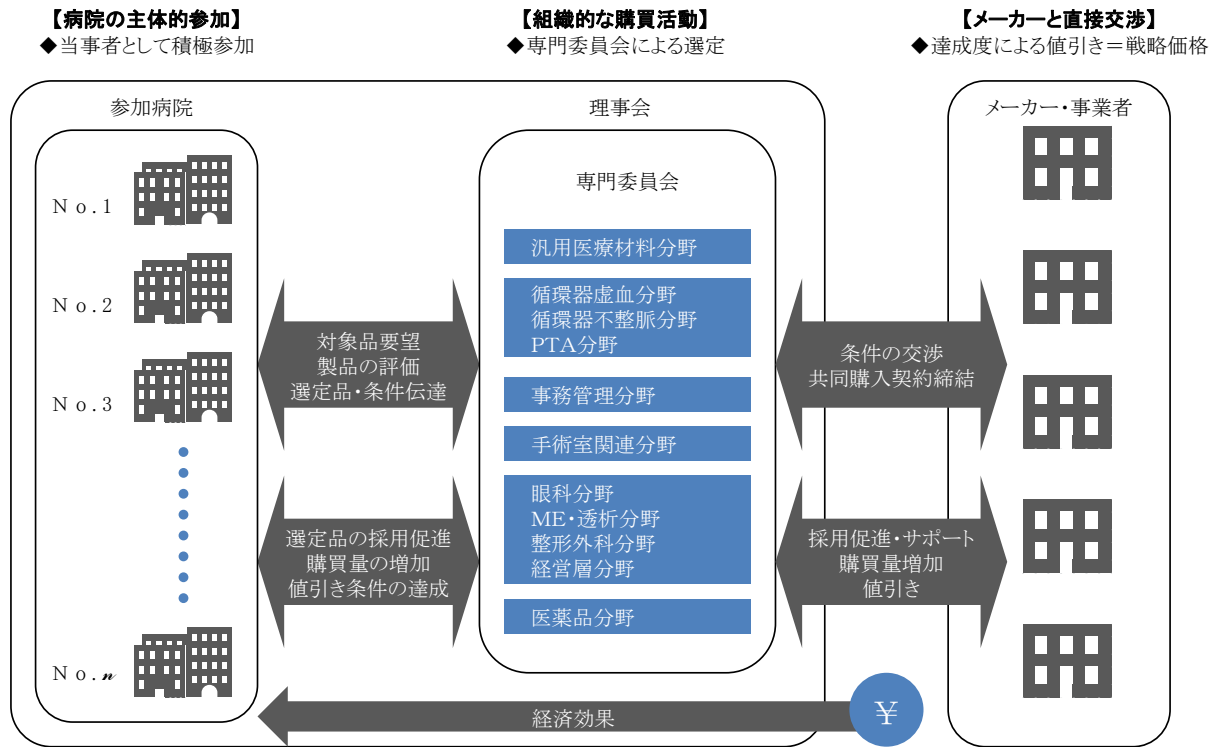 【病院の主体的参加】
◆当事者として積極参加
【組織的な購買活動】
◆専門委員会による選定
【メーカーと直接交渉】
◆達成度による値引き＝戦略価格
参加病院
No.1
No.2
No.3
No.n
対象品要望
製品の評価
選定品・条件伝達
選定品の採用促進
購買量の増加
値引き条件の達成
理事会
専門委員会
汎用医療材料分野
循環器虚血分野
循環器不整脈分野
PTA分野
事務管理分野
手術室関連分野
眼科分野
ME・透析分野
整形外科分野
経営層分野
医薬品分野
条件の交渉
共同購入契約締結
採用促進・サポート
購買量増加
値引き
メーカー・事業者
経済効果
￥